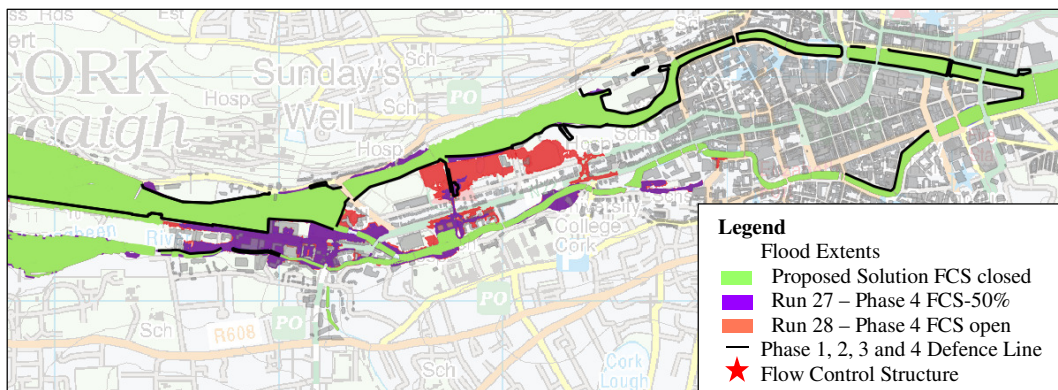 Hosp
CORK
Sunday's
Well
Sch
PO
Hosp
Sch
Hosp
Schs
College
Cork
Sch
R608
PO
PO
Sch
Cork
Lough
Legend
Flood Extents
Proposed Solution FCS closed
Run 27 – Phase 4 FCS-50%
Run 28 – Phase 4 FCS open
Phase 1, 2, 3 and 4 Defence Line
Flow Control Structure